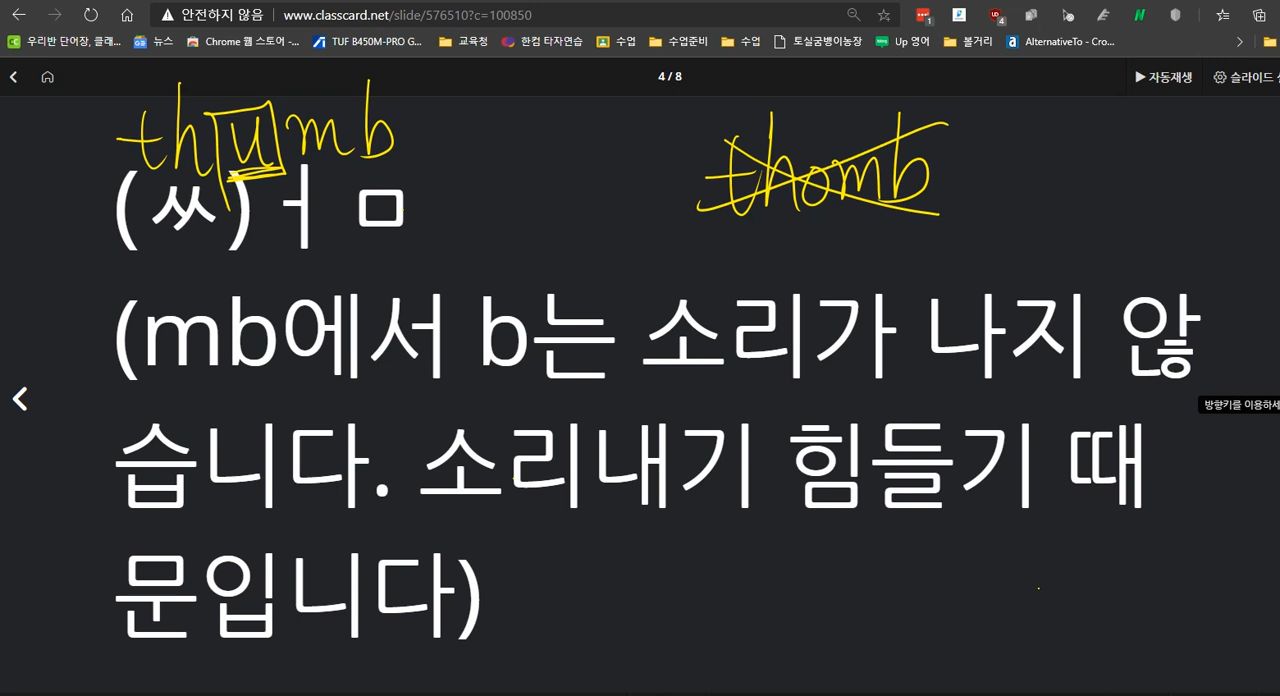 안전하지 않음 www.classcard.net/slide/576510?c=100850
우리반 단어장, 클래... 뉴스 Chrome 웹 스토어 -... TUF B450M-PRO G... 교육청 한컴 타자연습 수업 수업준비 수업 토실굼벵이농장 Up 영어 볼거리 AlternativeTo - Cro...
4 / 8 자동재생 슬라이드
thumb thomb
(ㅆ)ㅓㅁ
(mb에서 b는 소리가 나지 않
방향키를 이용하세
습니다. 소리내기 힘들기 때
문입니다)